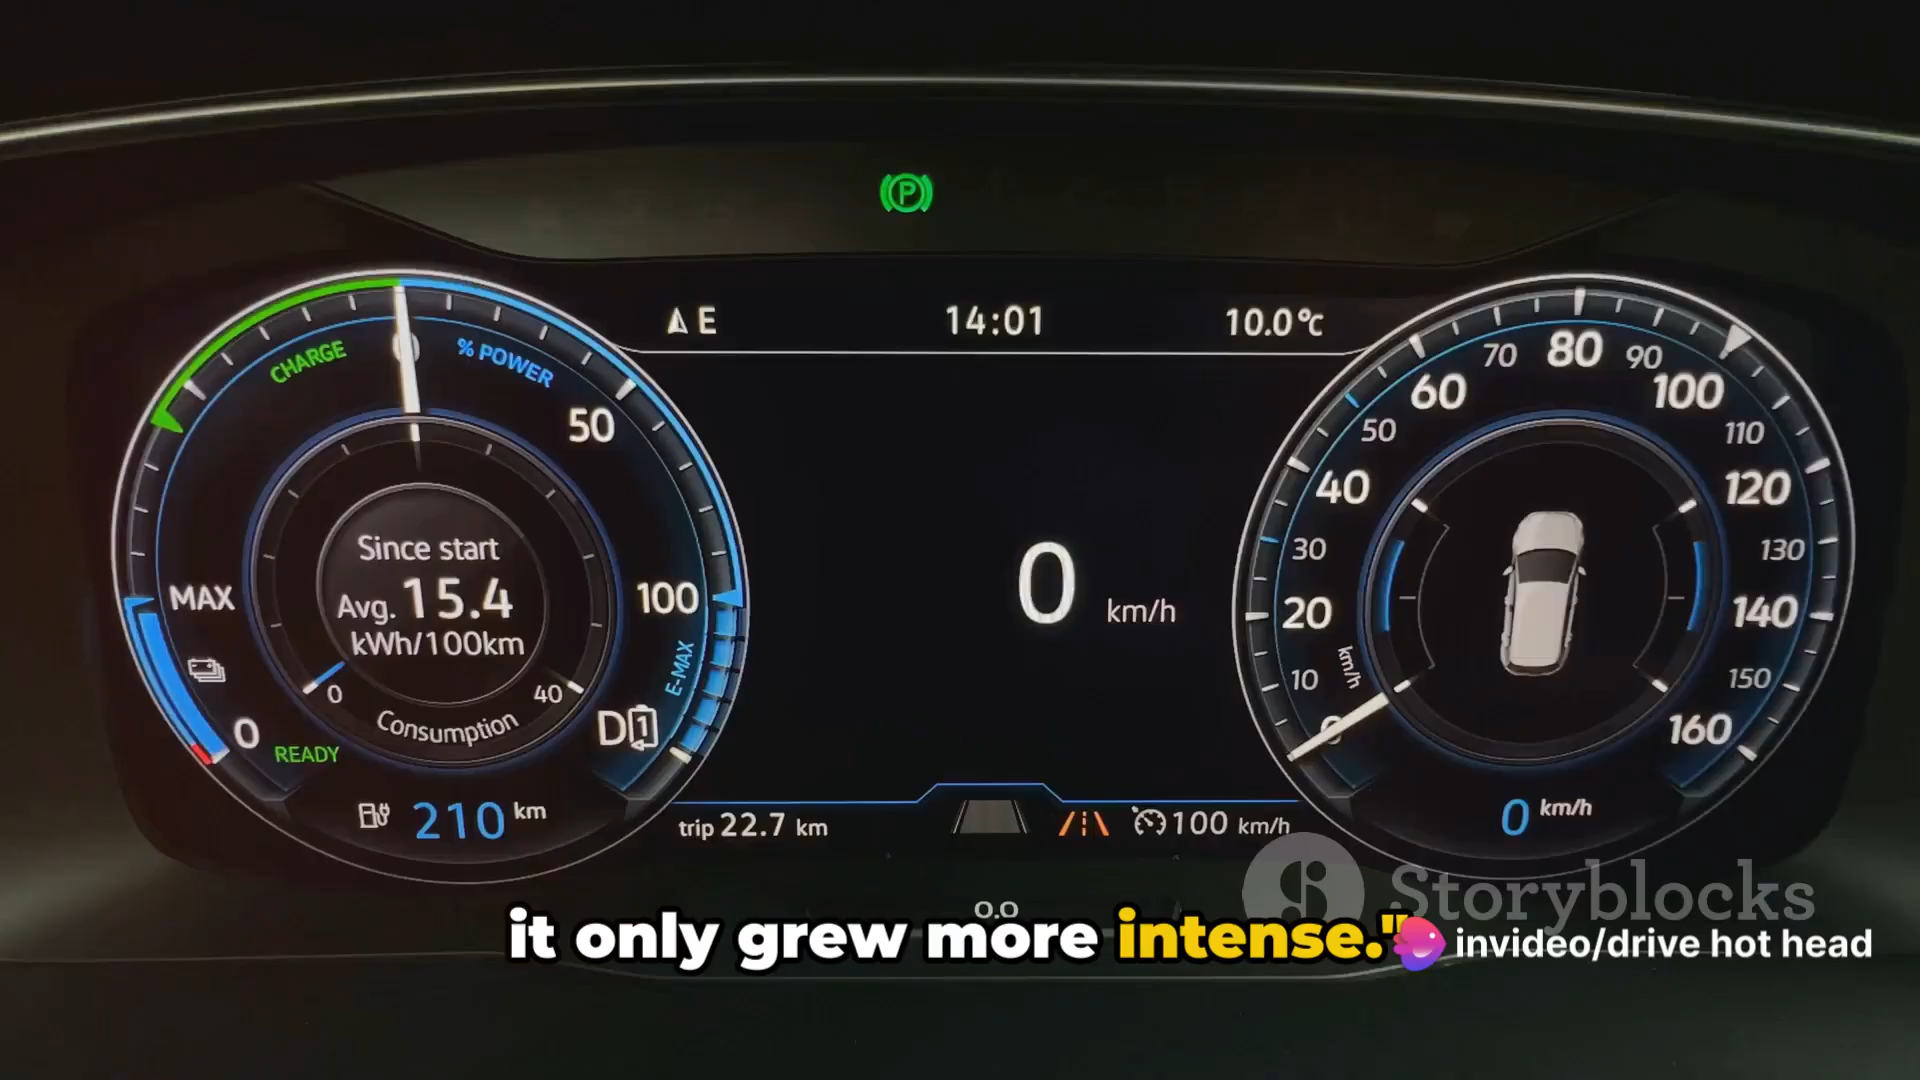 P
E 14:01 10.0°C
CHARGE 0 % POWER
50
100
E-MAX
MAX
0
READY
Since start
Avg. 15.4
kWh/100km
0 40
Consumption
D 1
210 km
0 km/h
trip 22.7 km
100 km/h
0.0
0 10 20 30 40 50 60 70 80 90 100 110 120 130 140 150 160
km/h
0 km/h
Storyblocks
it only grew more intense."
invideo/drive hot head